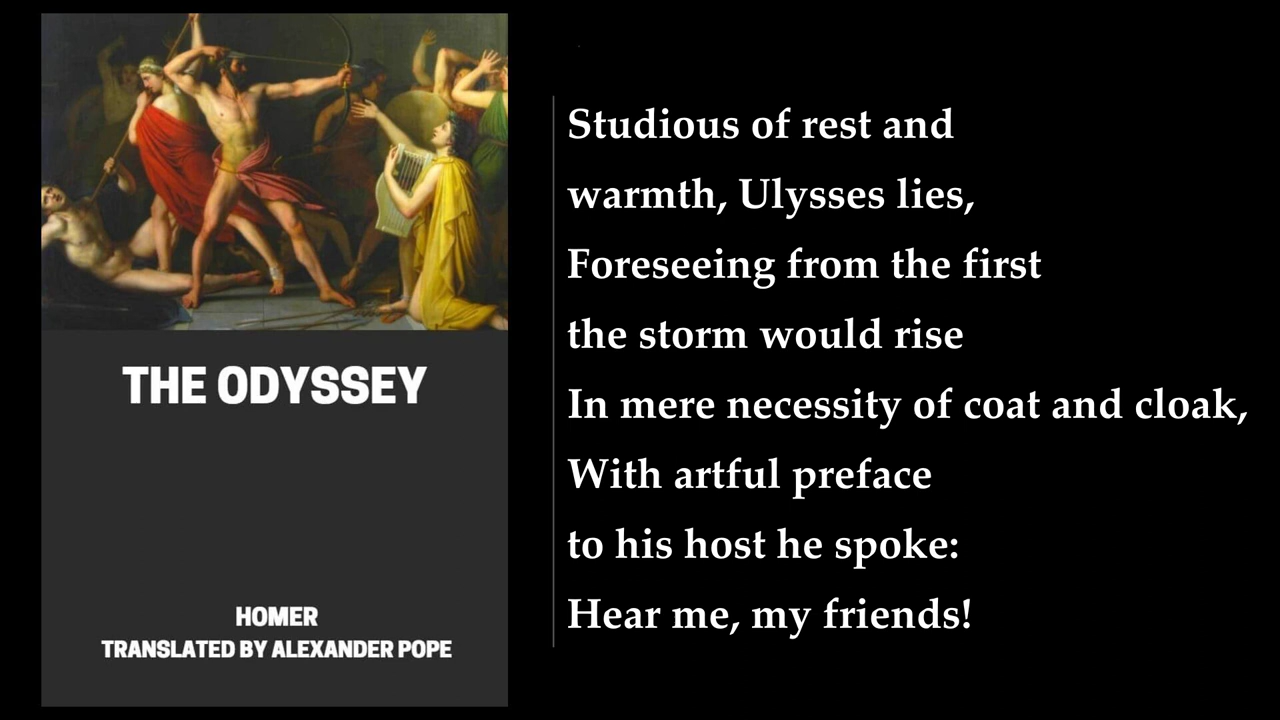 THE ODYSSEY
HOMER
TRANSLATED BY ALEXANDER POPE
Studious of rest and
warmth, Ulysses lies,
Foreseeing from the first
the storm would rise
In mere necessity of coat and cloak,
With artful preface
to his host he spoke:
Hear me, my friends!